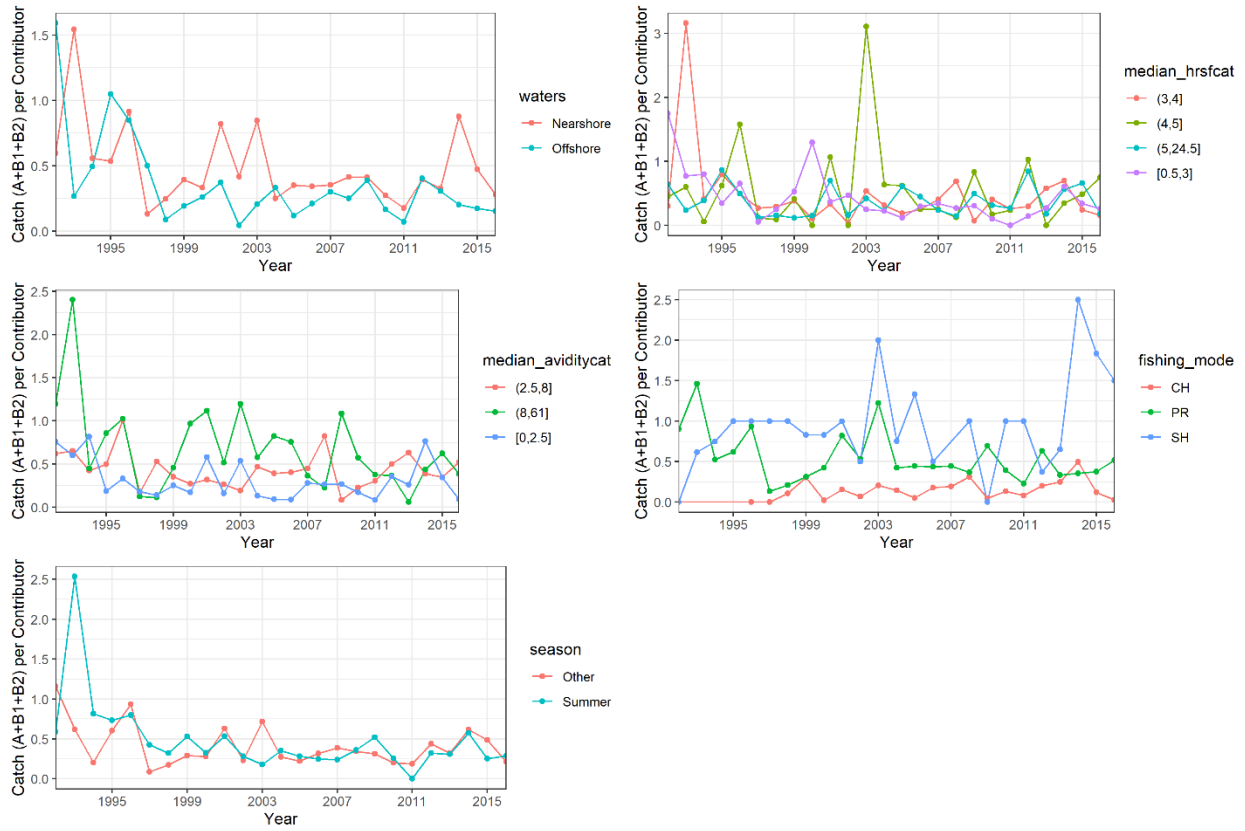 Catch (A+B1+B2) per Contributor
1.5
1.0
0.5
0.0
1995
1999
2003
2007
2011
2015
Year
waters
Nearshore
Offshore
Catch (A+B1+B2) per Contributor
3
2
1
0
1995
1999
2003
2007
2011
2015
Year
median_hrsfcat
(3,4]
(4,5]
(5,24.5]
[0.5,3]
Catch (A+B1+B2) per Contributor
2.5
2.0
1.5
1.0
0.5
0.0
1995
1999
2003
2007
2011
2015
Year
median_aviditycat
(2.5,8]
(8,61]
[0,2.5]
Catch (A+B1+B2) per Contributor
2.5
2.0
1.5
1.0
0.5
0.0
1995
1999
2003
2007
2011
2015
Year
fishing_mode
CH
PR
SH
Catch (A+B1+B2) per Contributor
2.5
2.0
1.5
1.0
0.5
0.0
1995
1999
2003
2007
2011
2015
Year
season
Other
Summer